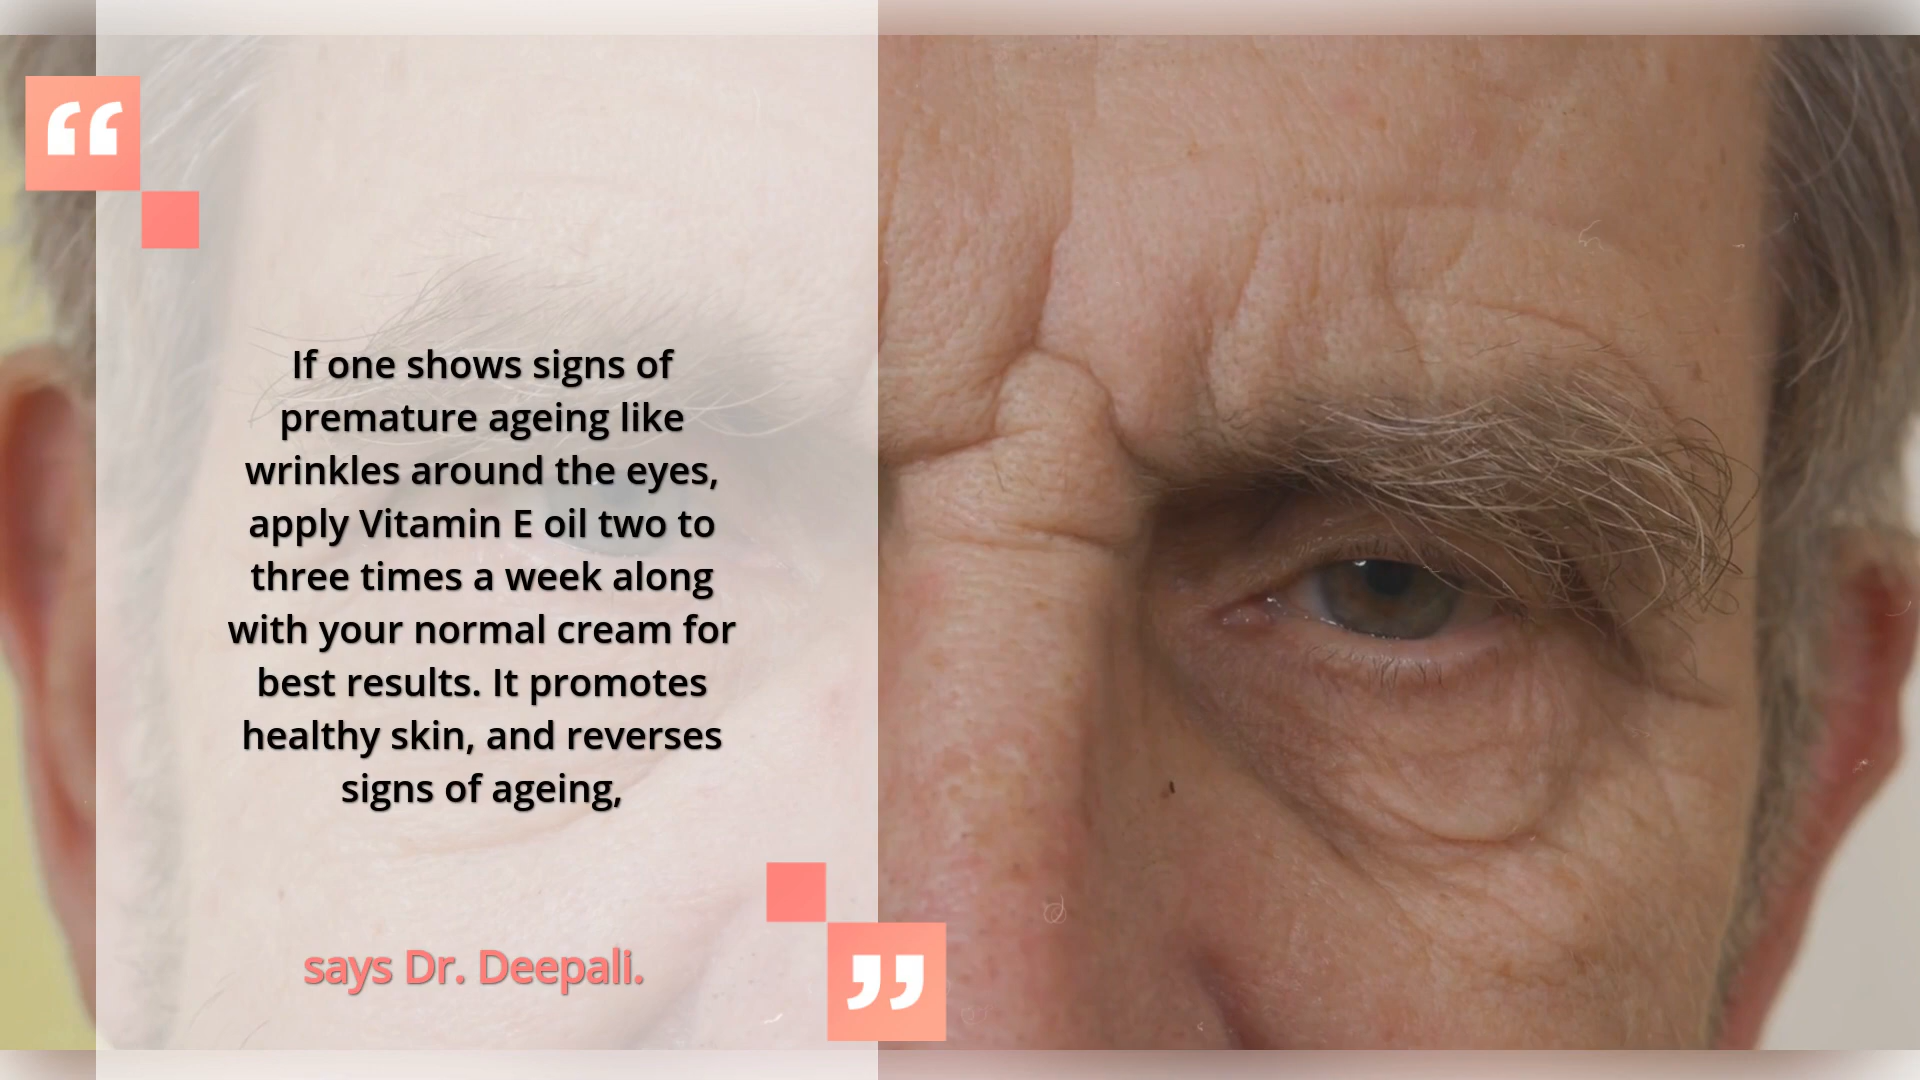 “
If one shows signs of
premature ageing like
wrinkles around the eyes,
apply Vitamin E oil two to
three times a week along
with your normal cream for
best results. It promotes
healthy skin, and reverses
signs of ageing,
says Dr. Deepali.
”